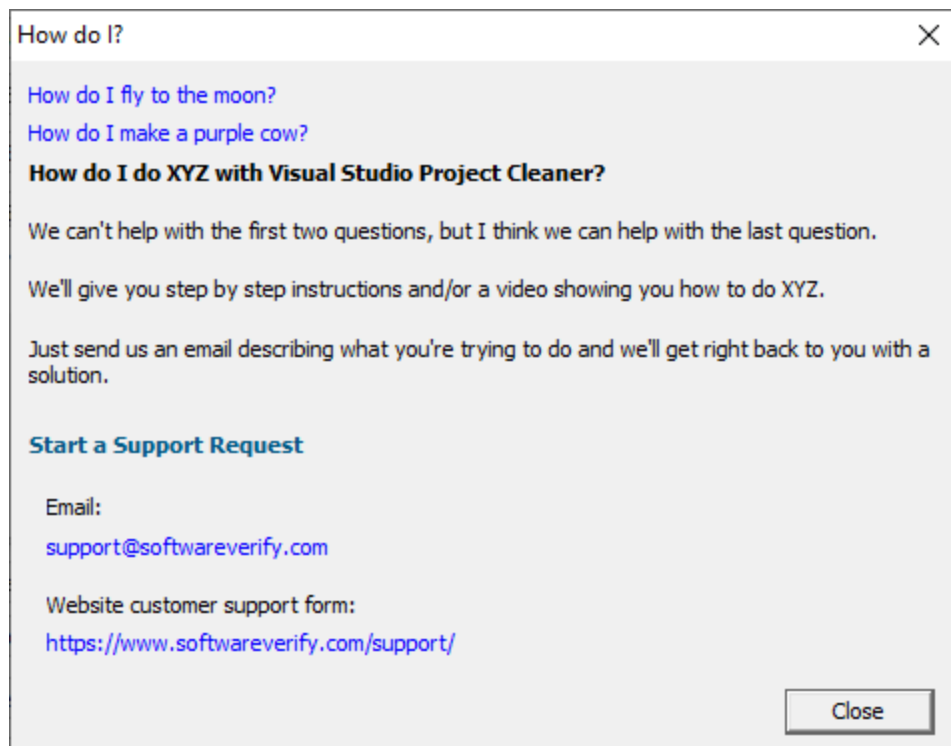 How do I?
How do I fly to the moon?
How do I make a purple cow?
How do I do XYZ with Visual Studio Project Cleaner?
We can't help with the first two questions, but I think we can help with the last question.
We'll give you step by step instructions and/or a video showing you how to do XYZ.
Just send us an email describing what you're trying to do and we'll get right back to you with a
solution.
Start a Support Request
Email:
support@softwareverify.com
Website customer support form:
https://www.softwareverify.com/support/
Close